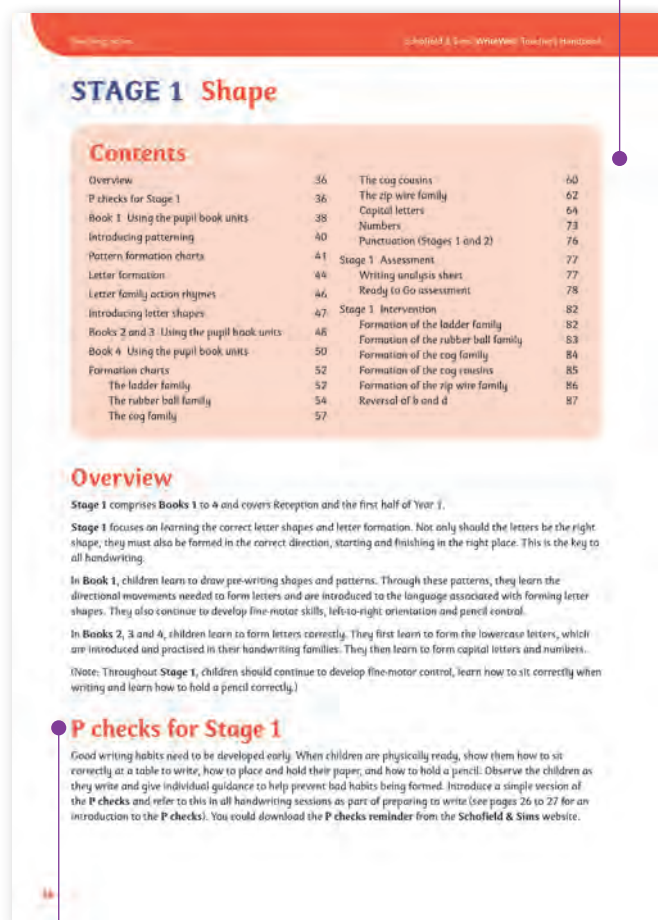 Teaching notes
Schofield & Sims WriteWell Teacher's Handbook
STAGE 1 Shape
Contents
Overview 36
P checks for Stage 1 36
Book 1 Using the pupil book units 38
Introducing patterning 40
Pattern formation charts 41
Letter formation 44
Letter family action rhymes 46
Introducing letter shapes 47
Books 2 and 3 Using the pupil book units 48
Book 4 Using the pupil book units 50
Formation charts 52
The ladder family 52
The rubber ball family 54
The cog family 57
The cog cousins 60
The zip wire family 62
Capital letters 64
Numbers 73
Punctuation (Stages 1 and 2) 76
Stage 1 Assessment 77
Writing analysis sheet 77
Ready to Go assessment 78
Stage 1 Intervention 82
Formation of the ladder family 82
Formation of the rubber ball family 83
Formation of the cog family 84
Formation of the cog cousins 85
Formation of the zip wire family 86
Reversal of b and d 87
Overview
Stage 1 comprises Books 1 to 4 and covers Reception and the first half of Year 1.
Stage 1 focuses on learning the correct letter shapes and letter formation. Not only should the letters be the right
shape, they must also be formed in the correct direction, starting and finishing in the right place. This is the key to
all handwriting.
In Book 1, children learn to draw pre-writing shapes and patterns. Through these patterns, they learn the
directional movements needed to form letters and are introduced to the language associated with forming letter
shapes. They also continue to develop fine-motor skills, left-to-right orientation and pencil control.
In Books 2, 3 and 4, children learn to form letters correctly. They first learn to form the lowercase letters, which
are introduced and practised in their handwriting families. They then learn to form capital letters and numbers.
(Note: Throughout Stage 1, children should continue to develop fine-motor control, learn how to sit correctly when
writing and learn how to hold a pencil correctly.)
P checks for Stage 1
Good writing habits need to be developed early. When children are physically ready, show them how to sit
correctly at a table to write, how to place and hold their paper, and how to hold a pencil. Observe the children as
they write and give individual guidance to help prevent bad habits being formed. Introduce a simple version of
the P checks and refer to this in all handwriting sessions as part of preparing to write (see pages 26 to 27 for an
introduction to the P checks). You could download the P checks reminder from the Schofield & Sims website.
36